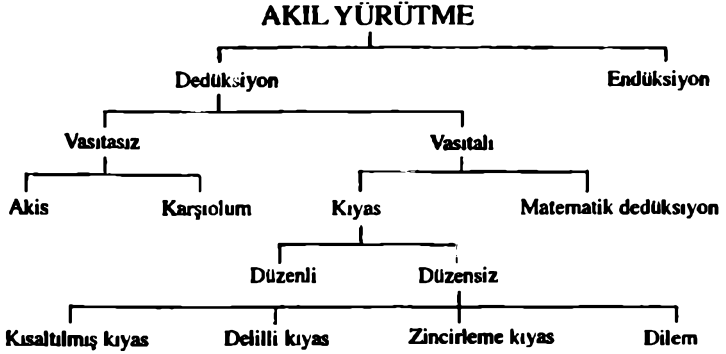 AKIL YÜRÜTME
Dedüksiyon Endüksiyon
Vasıtasız Vasıtalı
Akis Karşıolum Kıyas Matematik dedüksıyon
Düzenli Düzensiz
Kısaltılmış kıyas Delilli kıyas Zincirleme kıyas Dilem